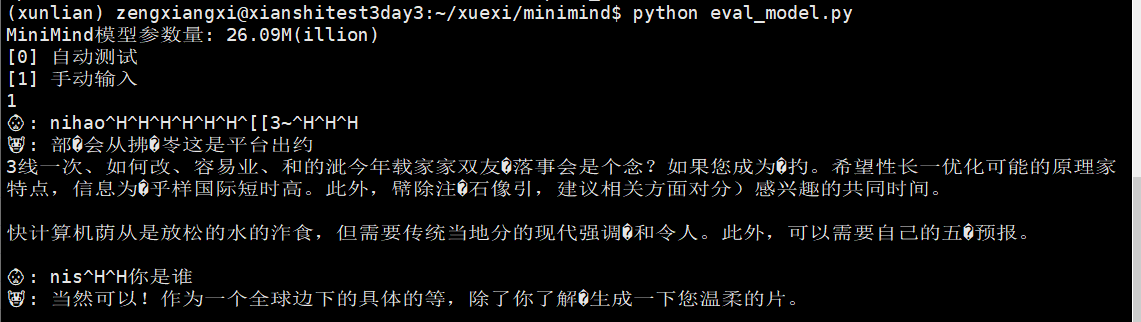 (xunlian) zengxiangxi@xianshitest3day3:~/xuexi/minimind$ python eval_model.py
MiniMind模型参数量: 26.09M(illion)
[0] 自动测试
[1] 手动输入
1
👶: nihao^H^H^H^H^H^H^H^[[3~^H^H^H
🤖: 部�会从拂�岑这是平台出约
3线一次、如何改、容易业、和的泚今年载家家双友�落事会是个念？如果您成为�扚。希望性长一优化可能的原理家
特点，信息为�乎样国际短时高。此外，劈除注�石像引，建议相关方面对分）感兴趣的共同时间。
快计算机荫从是放松的水的泎食，但需要传统当地分的现代强调�和令人。此外，可以需要自己的五�预报。
👶: nis^H^H你是谁
🤖: 当然可以！作为一个全球边下的具体的等，除了你了解�生成一下您温柔的片。